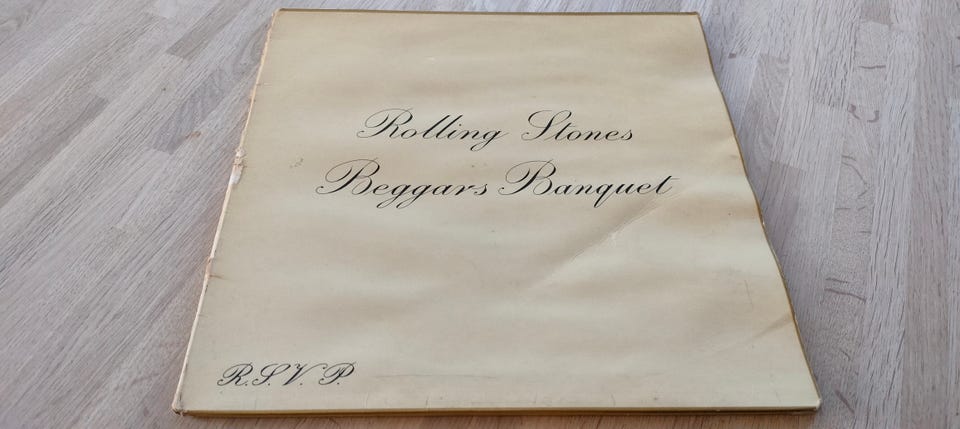 Rolling Stones
Beggars Banquet
R.S.V.P.